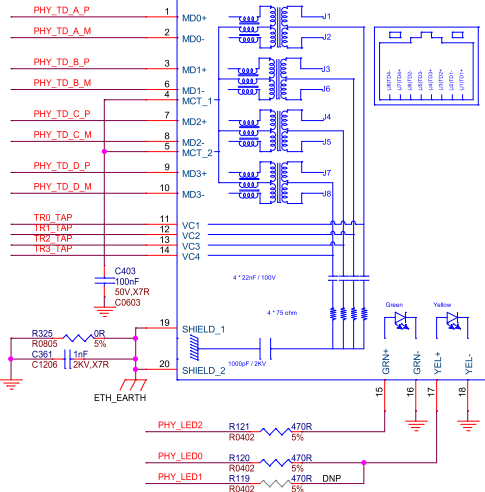 PHY_TD_A_P 1 MD0+ J1
PHY_TD_A_M 2 MD0- J2
PHY_TD_B_P 3 MD1+ J3
PHY_TD_B_M 6 MD1- J6
4 MCT_1
PHY_TD_C_P 7 MD2+ J4
PHY_TD_C_M 8 MD2- J5
5 MCT_2
PHY_TD_D_P 9 MD3+ J7
PHY_TD_D_M 10 MD3- J8
TR0_TAP 11 VC1
TR1_TAP 12 VC2
TR2_TAP 13 VC3
TR3_TAP 14 VC4
C403
100nF
50V,X7R
C0603
4 * 22nF / 100V
4 * 75 ohm
1000pF / 2KV
19 SHIELD_1
R325 0R
R0805 5%
C361 1nF
C1206 2KV,X7R
20 SHIELD_2
ETH_EARTH
Green Yellow
GRN+ GRN- YEL+ YEL-
15 16 17 18
PHY_LED2 R121 470R
R0402 5%
PHY_LED0 R120 470R
R0402 5%
PHY_LED1 R119 470R DNP
R0402 5%